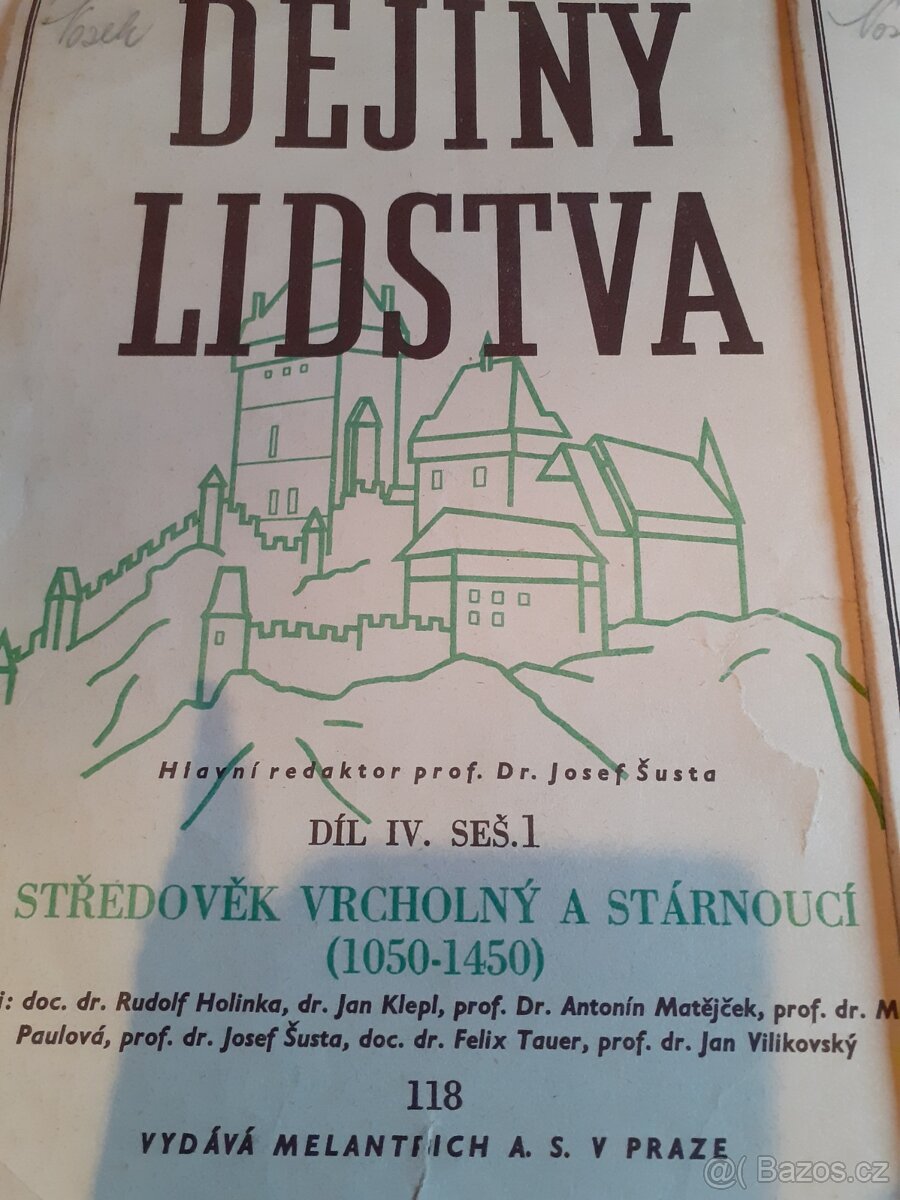 Vosek
DĚJINY
LIDSTVA
Hlavní redaktor prof. Dr. Josef Šusta
DÍL IV. SEŠ.1
STŘEDOVĚK VRCHOLNÝ A STÁRNOUCÍ
(1050-1450)
i: doc. dr. Rudolf Holinka, dr. Jan Klepl, prof. Dr. Antonín Matějček, prof. dr. M
Paulová, prof. dr. Josef Šusta, doc. dr. Felix Tauer, prof. dr. Jan Vilikovský
118
VYDÁVÁ MELANTRICH A. S. V PRAZE
@( Bazos.cz